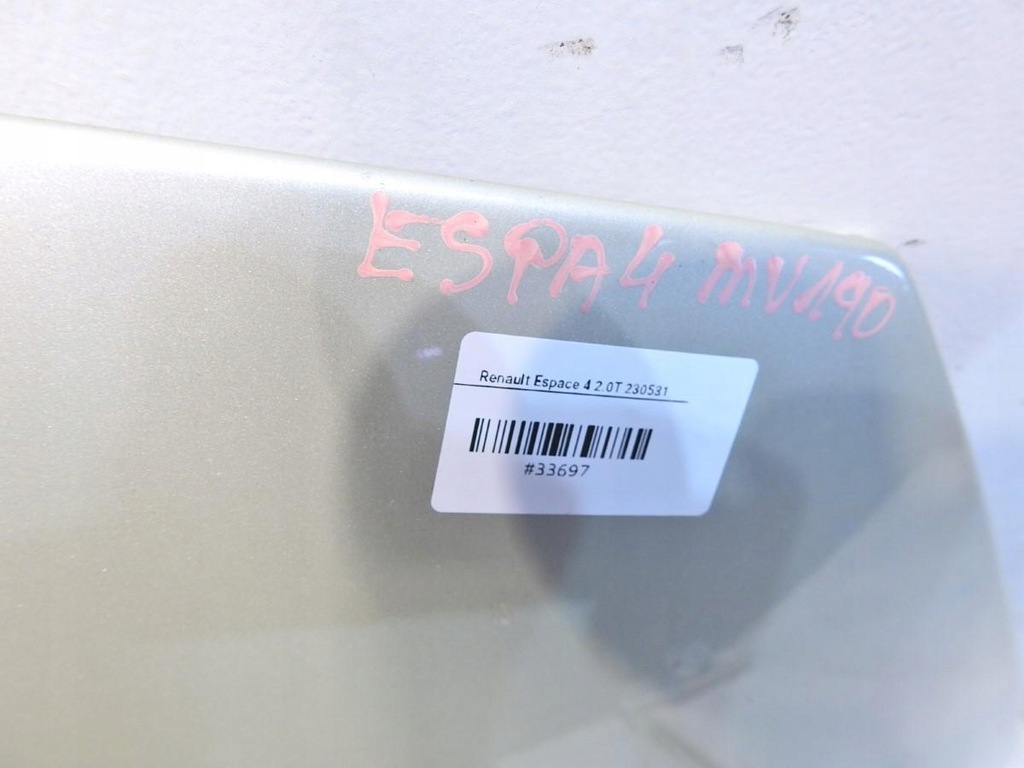 ESPA4 MV190
Renault Espace 4 2.0T 230531
#33697